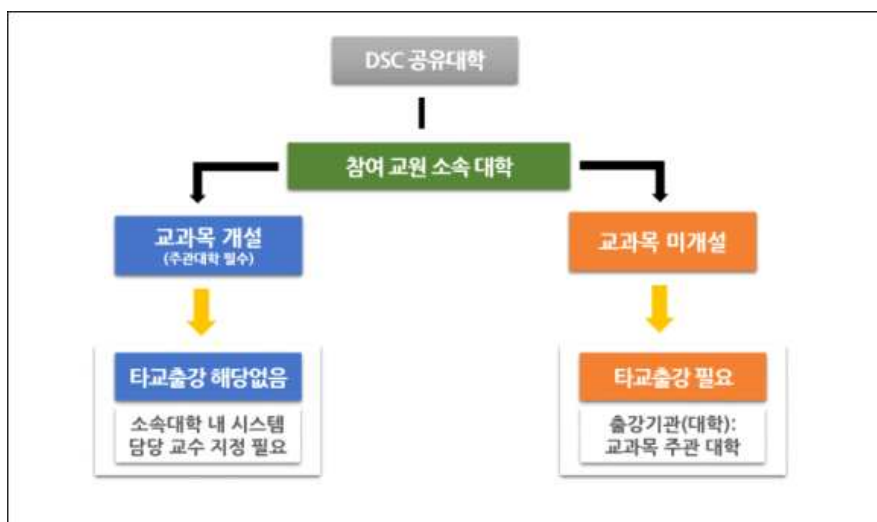 DSC 공유대학
참여 교원 소속 대학
교과목 개설
(주관대학 필수)
교과목 미개설
타교출강 해당없음
소속대학 내 시스템
담당 교수 지정 필요
타교출강 필요
출강기관(대학):
교과목 주관 대학